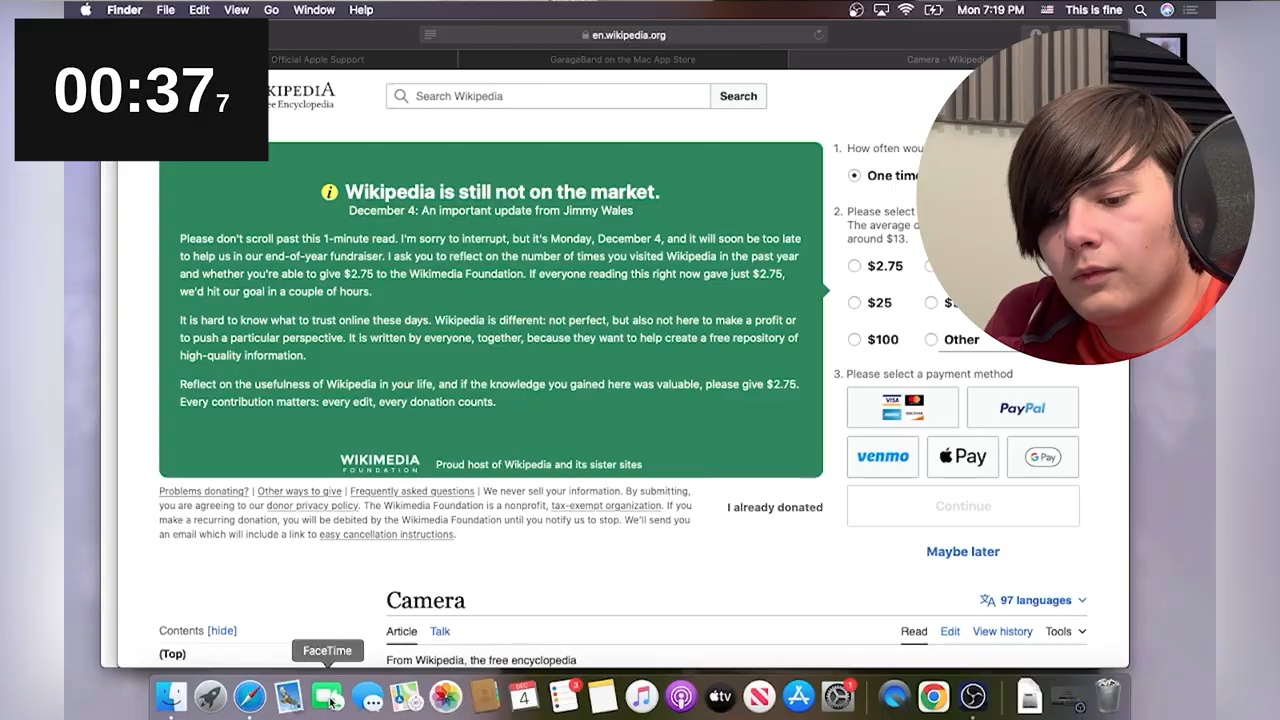 Finder File Edit View Go Window Help
Mon 7:19 PM This is fine
00:37 7
en.wikipedia.org
Official Apple Support
GarageBand on the Mac App Store
Camera - Wikipedia
Search Wikipedia
Search
Wikipedia is still not on the market.
December 4: An important update from Jimmy Wales
Please don't scroll past this 1-minute read. I'm sorry to interrupt, but it's Monday, December 4, and it will soon be too late
to help us in our end-of-year fundraiser. I ask you to reflect on the number of times you visited Wikipedia in the past year
and whether you're able to give $2.75 to the Wikimedia Foundation. If everyone reading this right now gave just $2.75,
we'd hit our goal in a couple of hours.
It is hard to know what to trust online these days. Wikipedia is different: not perfect, but also not here to make a profit or
to push a particular perspective. It is written by everyone, together, because they want to help create a free repository of
high-quality information.
Reflect on the usefulness of Wikipedia in your life, and if the knowledge you gained here was valuable, please give $2.75.
Every contribution matters: every edit, every donation counts.
WIKIMEDIA
FOUNDATION
Proud host of Wikipedia and its sister sites
Problems donating? | Other ways to give | Frequently asked questions | We never sell your information. By submitting,
you are agreeing to our donor privacy policy. The Wikimedia Foundation is a nonprofit, tax-exempt organization. If you
make a recurring donation, you will be debited by the Wikimedia Foundation until you notify us to stop. We'll send you
an email which will include a link to easy cancellation instructions.
I already donated
1. How often
One time
2. Please select
The average
around $13.
$2.75
$25
$100
Other
3. Please select a payment method
VISA
AMEX DISCOVER
PayPal
venmo
Pay
G Pay
Continue
Maybe later
Camera
97 languages
Contents [hide]
(Top)
Article Talk
Read Edit View history Tools
From Wikipedia, the free encyclopedia
FaceTime
DEC
4
3
tv
1